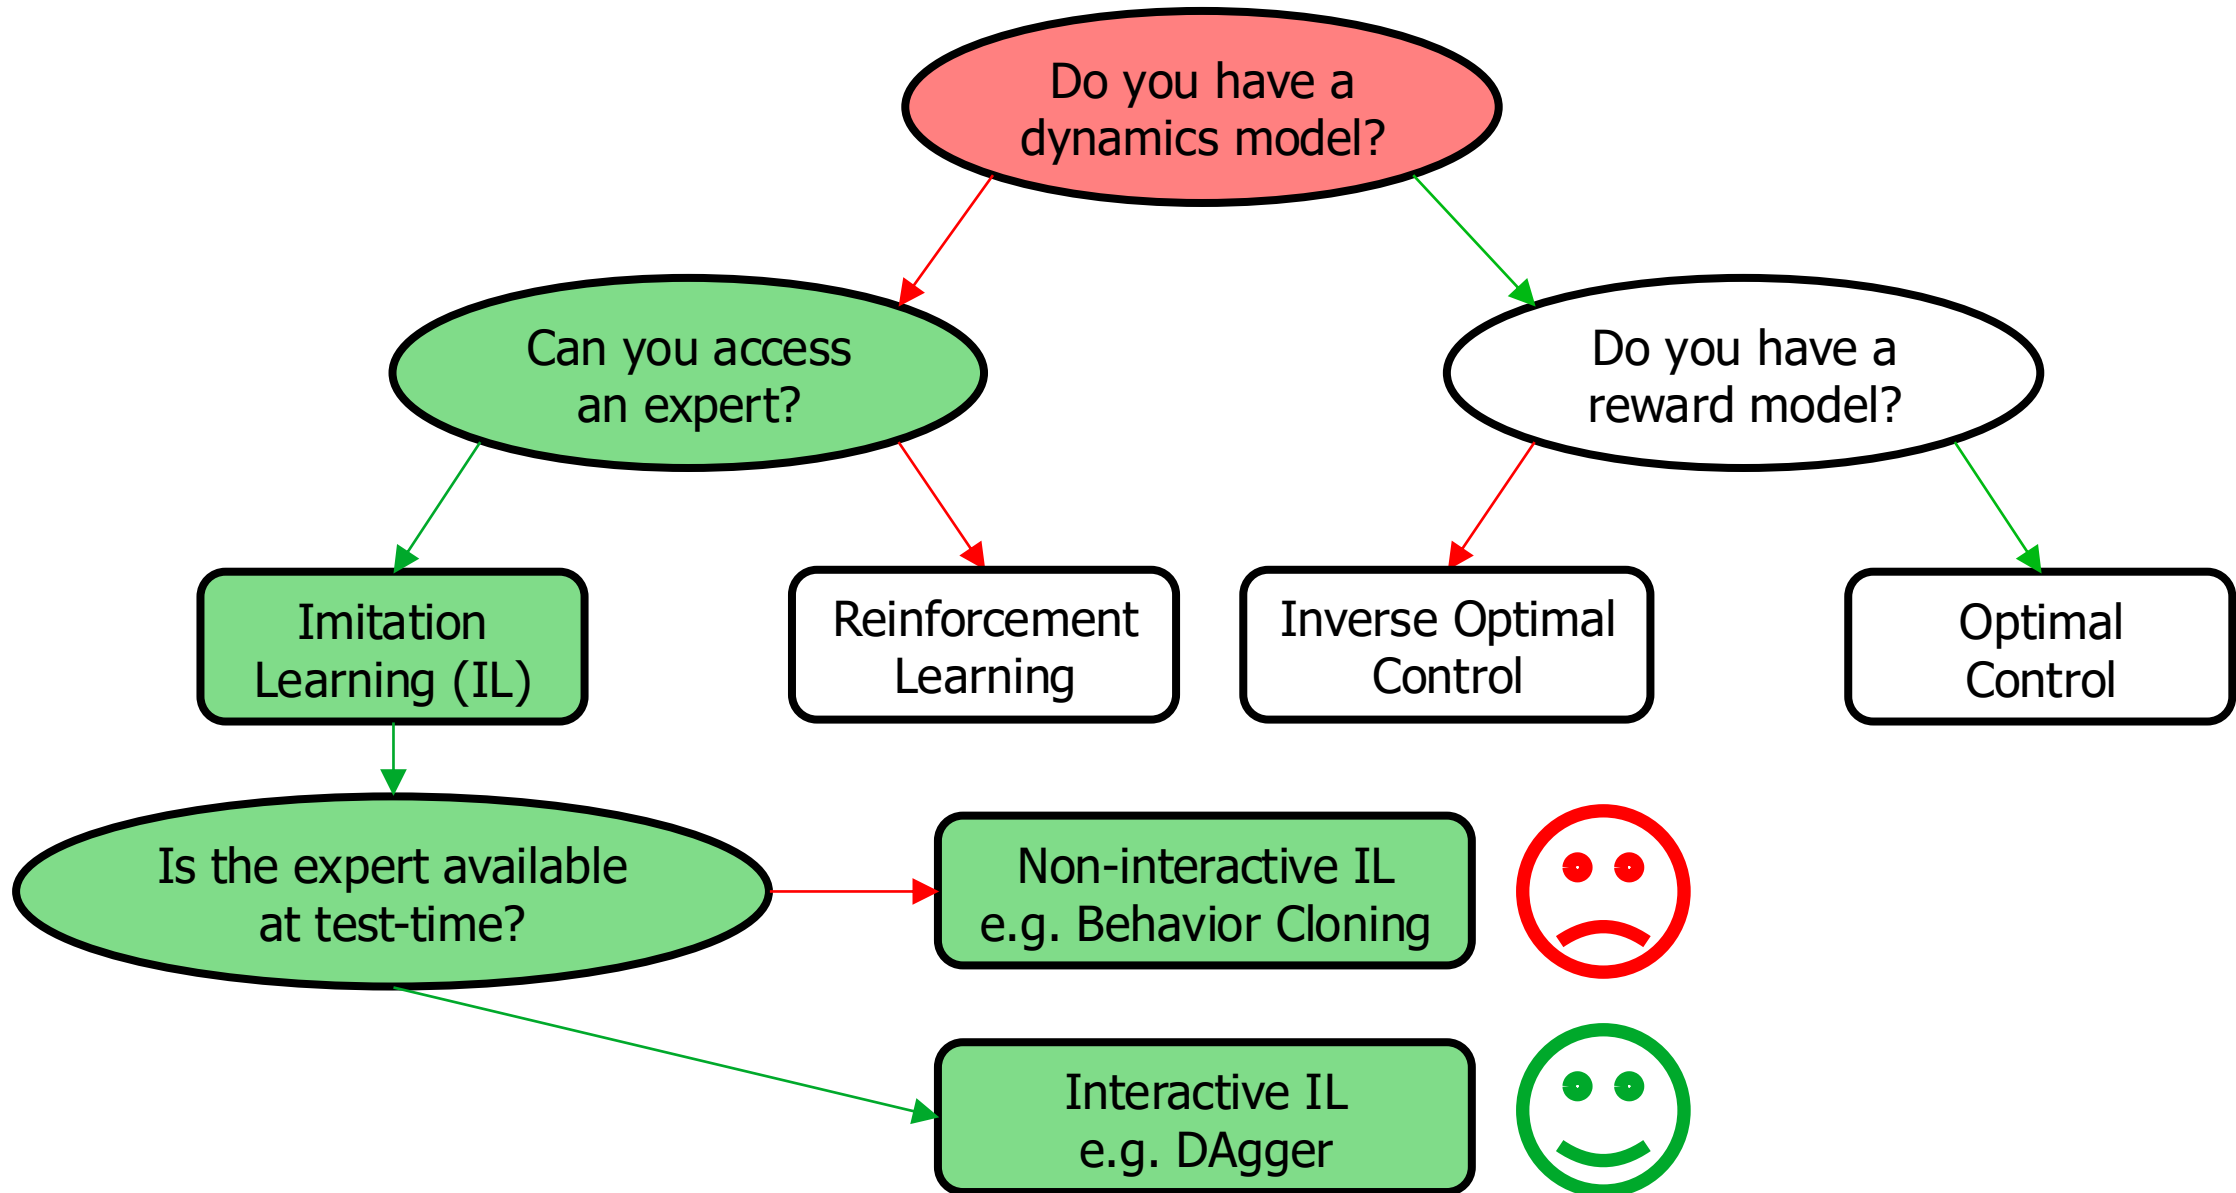 Do you have a
dynamics model?
Can you access
an expert?
Do you have a
reward model?
Imitation
Learning (IL)
Reinforcement
Learning
Inverse Optimal
Control
Optimal
Control
Is the expert available
at test-time?
Non-interactive IL
e.g. Behavior Cloning
Interactive IL
e.g. DAgger